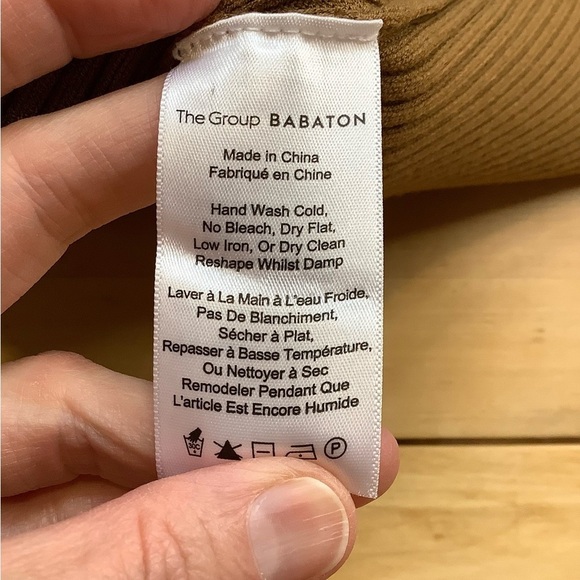 The Group BABATON
Made in China
Fabriqué en Chine
Hand Wash Cold,
No Bleach, Dry Flat,
Low Iron, Or Dry Clean
Reshape Whilst Damp
Laver à La Main à L'eau Froide,
Pas De Blanchiment,
Sécher à Plat,
Repasser à Basse Température,
Ou Nettoyer à Sec
Remodeler Pendant Que
L'article Est Encore Humide
P